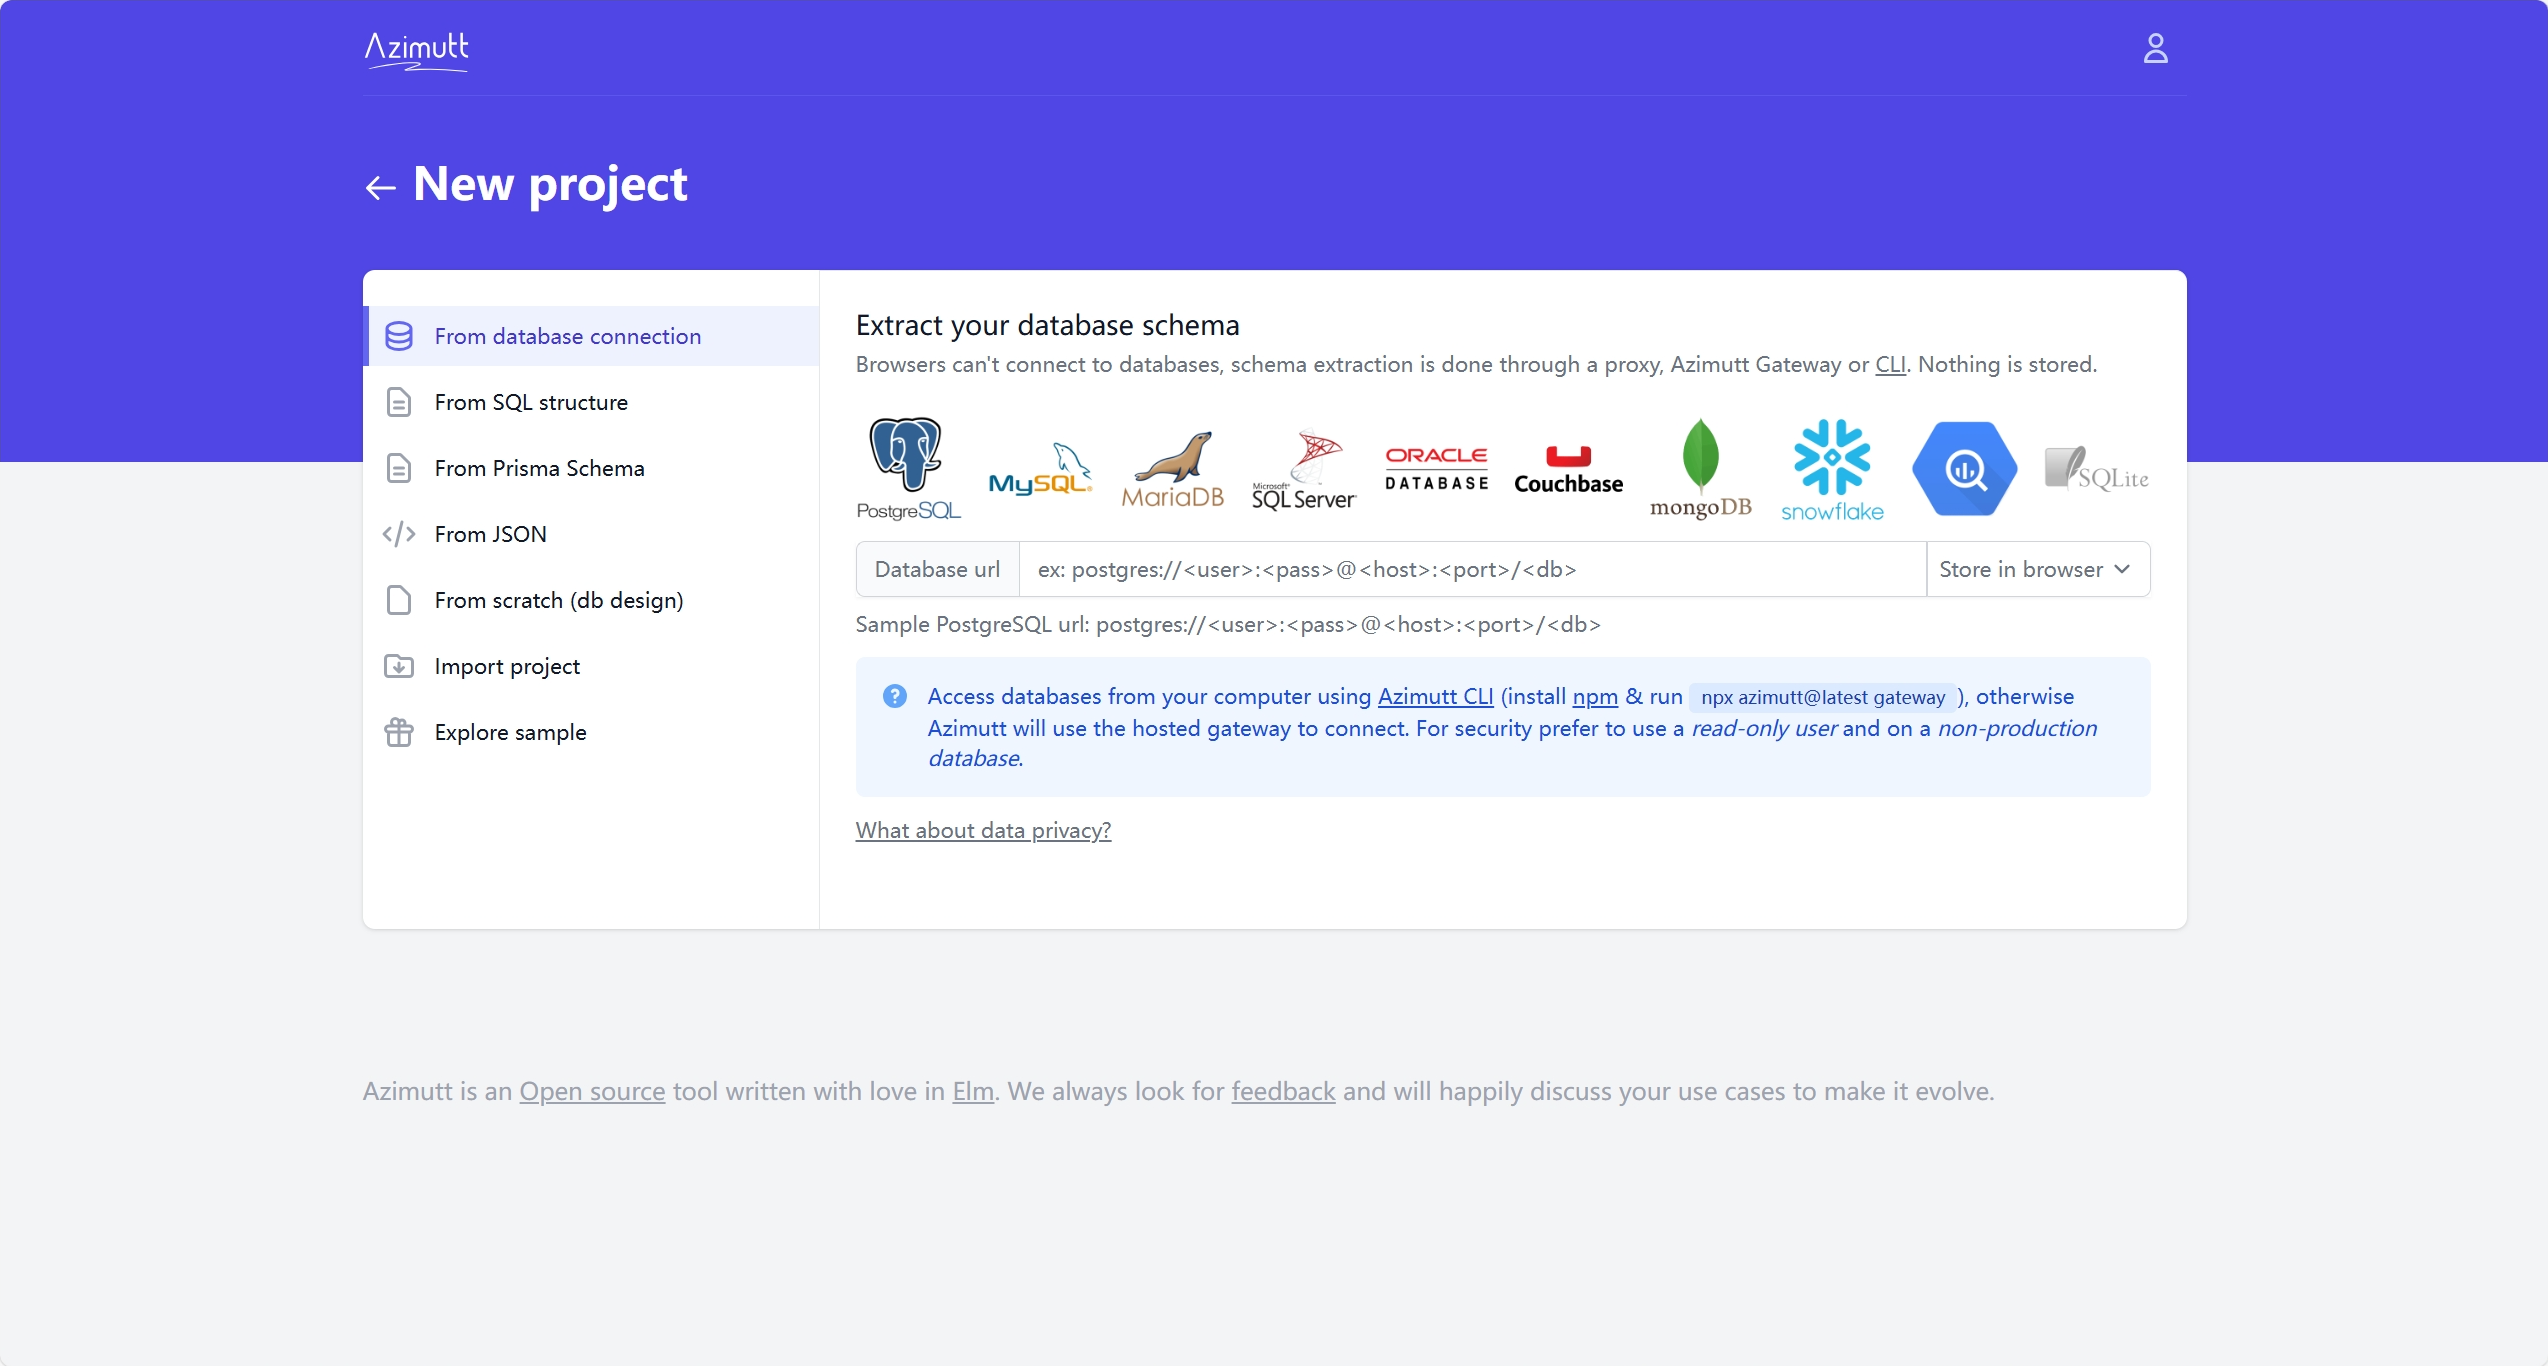 Azimutt
New project
From database connection
From SQL structure
From Prisma Schema
From JSON
From scratch (db design)
Import project
Explore sample
Extract your database schema
Browsers can't connect to databases, schema extraction is done through a proxy, Azimutt Gateway or CLI. Nothing is stored.
PostgreSQL
MySQL
MariaDB
Microsoft
SQL Server
ORACLE
DATABASE
Couchbase
mongoDB
snowflake
SQLite
Database url
ex: postgres://<user>:<pass>@<host>:<port>/<db>
Store in browser
Sample PostgreSQL url: postgres://<user>:<pass>@<host>:<port>/<db>
Access databases from your computer using Azimutt CLI (install npm & run npx azimutt@latest gateway ), otherwise
Azimutt will use the hosted gateway to connect. For security prefer to use a read-only user and on a non-production
database.
What about data privacy?
Azimutt is an Open source tool written with love in Elm. We always look for feedback and will happily discuss your use cases to make it evolve.